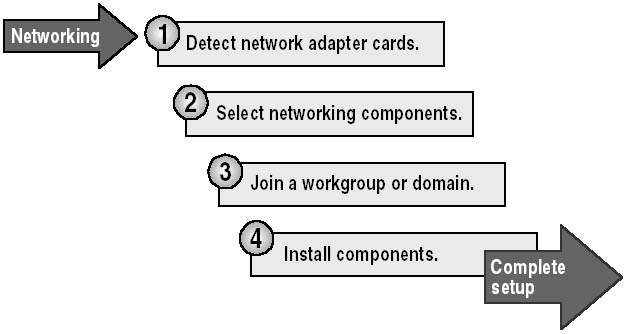 Networking
1
Detect network adapter cards.
2
Select networking components.
3
Join a workgroup or domain.
4
Install components.
Complete
setup